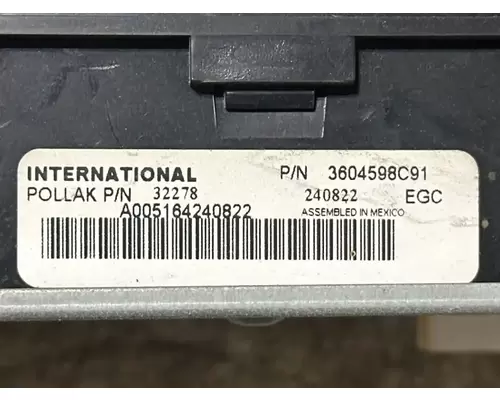 INTERNATIONAL P/N 3604598C91
POLLAK P/N 32278 240822 EGC
A005164240822 ASSEMBLED IN MEXICO